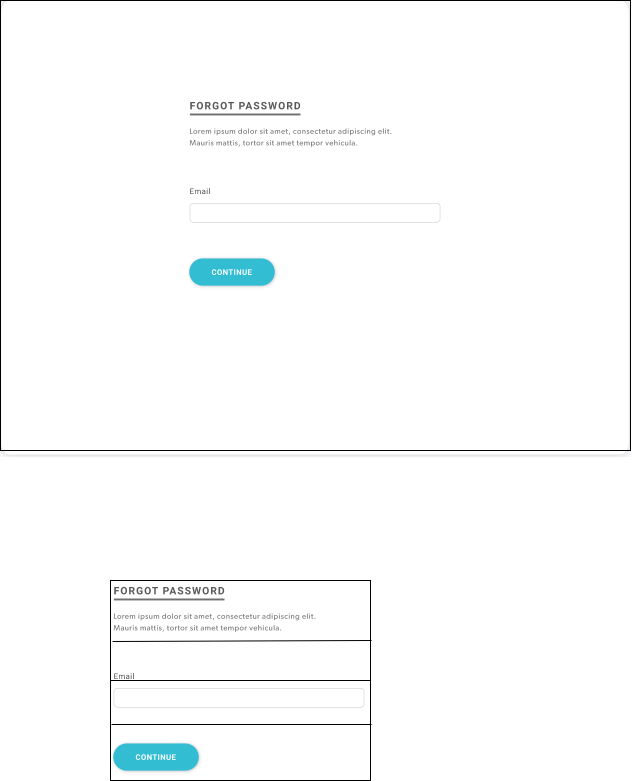 FORGOT PASSWORD
Lorem ipsum dolor sit amet, consectetur adipiscing elit.
Mauris mattis, tortor sit amet tempor vehicula.
Email
CONTINUE
FORGOT PASSWORD
Lorem ipsum dolor sit amet, consectetur adipiscing elit.
Mauris mattis, tortor sit amet tempor vehicula.
Email
CONTINUE